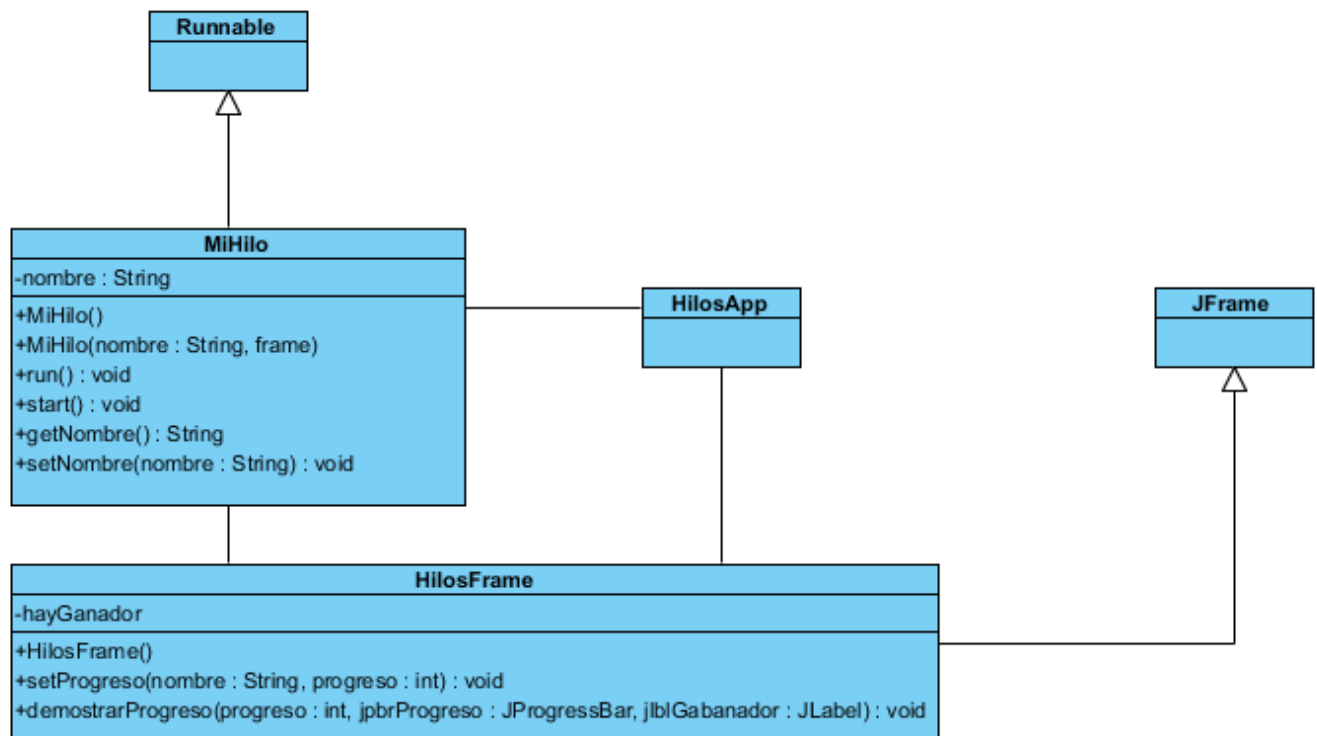 Runnable
MiHilo
-nombre : String
+MiHilo()
+MiHilo(nombre : String, frame)
+run() : void
+start() : void
+getNombre() : String
+setNombre(nombre : String) : void
HilosApp
JFrame
HilosFrame
-hayGanador
+HilosFrame()
+setProgreso(nombre : String, progreso : int) : void
+demostrarProgreso(progreso : int, jpbrProgreso : JProgressBar, jlblGabanador : JLabel) : void